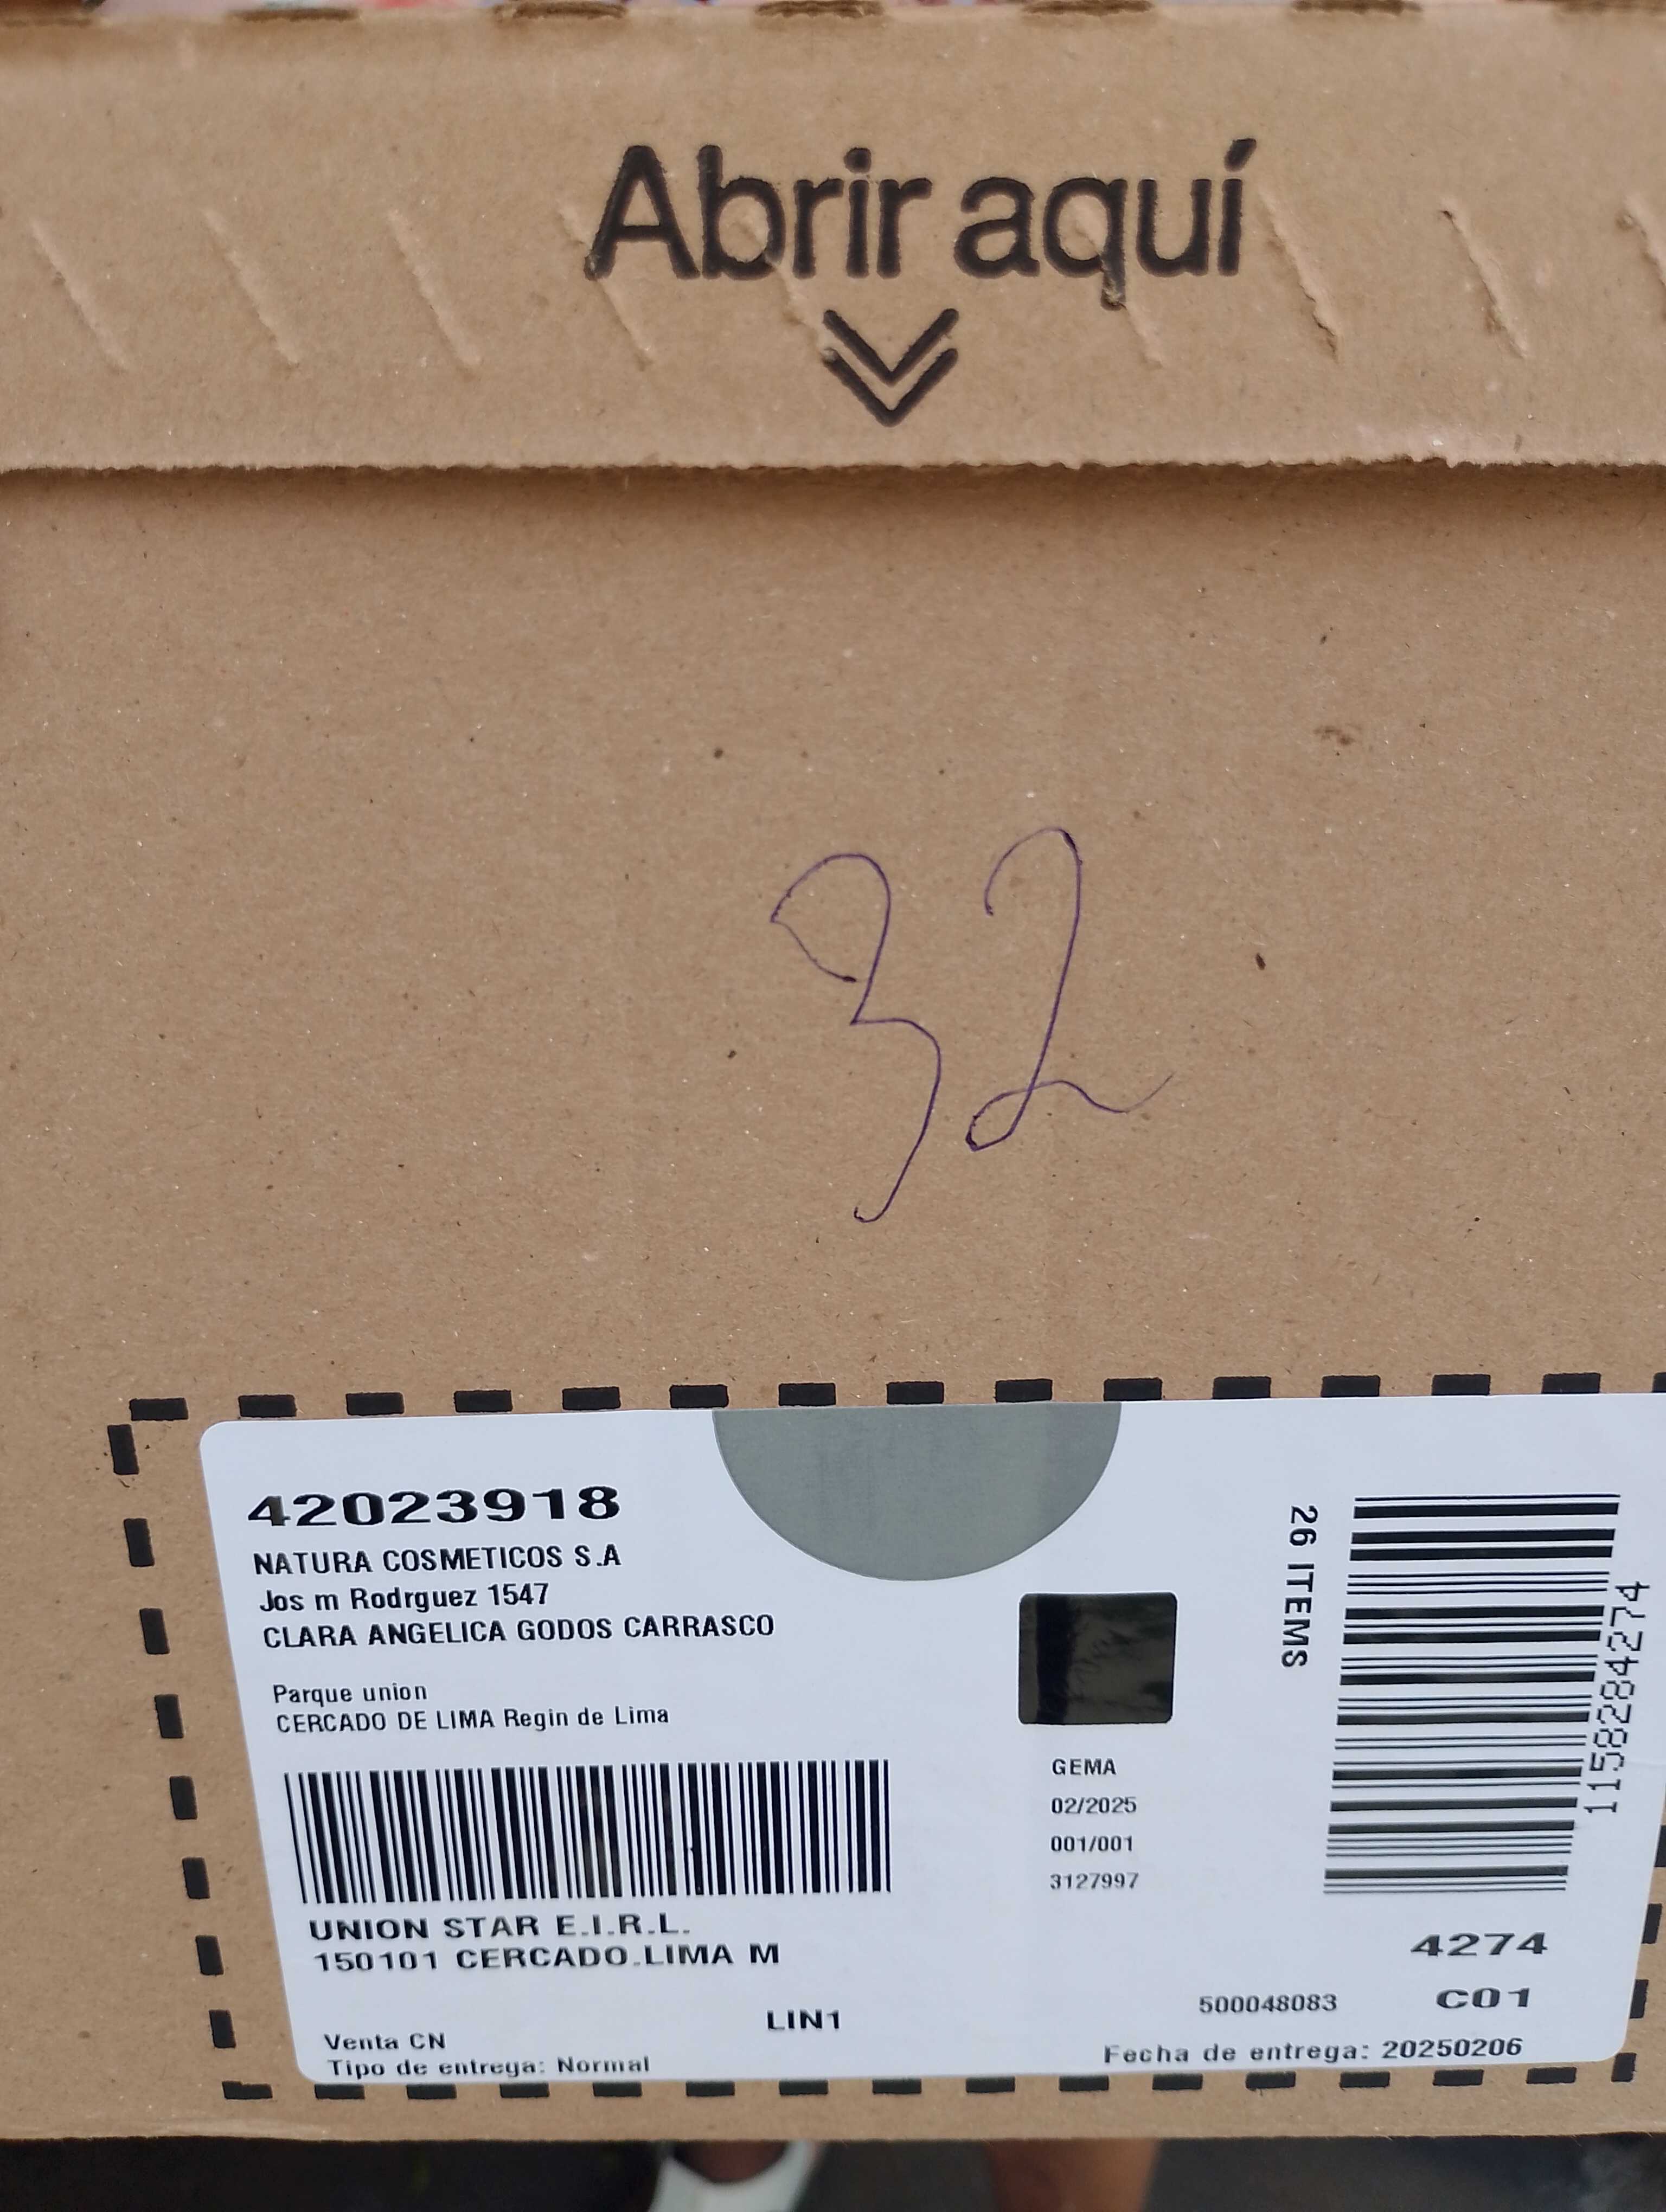 Abrir aquí
32
42023918
NATURA COSMETICOS S.A
Jos m Rodrguez 1547
CLARA ANGELICA GODOS CARRASCO
Parque union
CERCADO DE LIMA Regin de Lima
UNION STAR E.I.R.L.
150101 CERCADO.LIMA M
LIN1
Venta CN
Tipo de entrega: Normal
GEMA
02/2025
001/001
3127997
26 ITEMS
11582284274
4274
500048083 C01
Fecha de entrega: 20250206